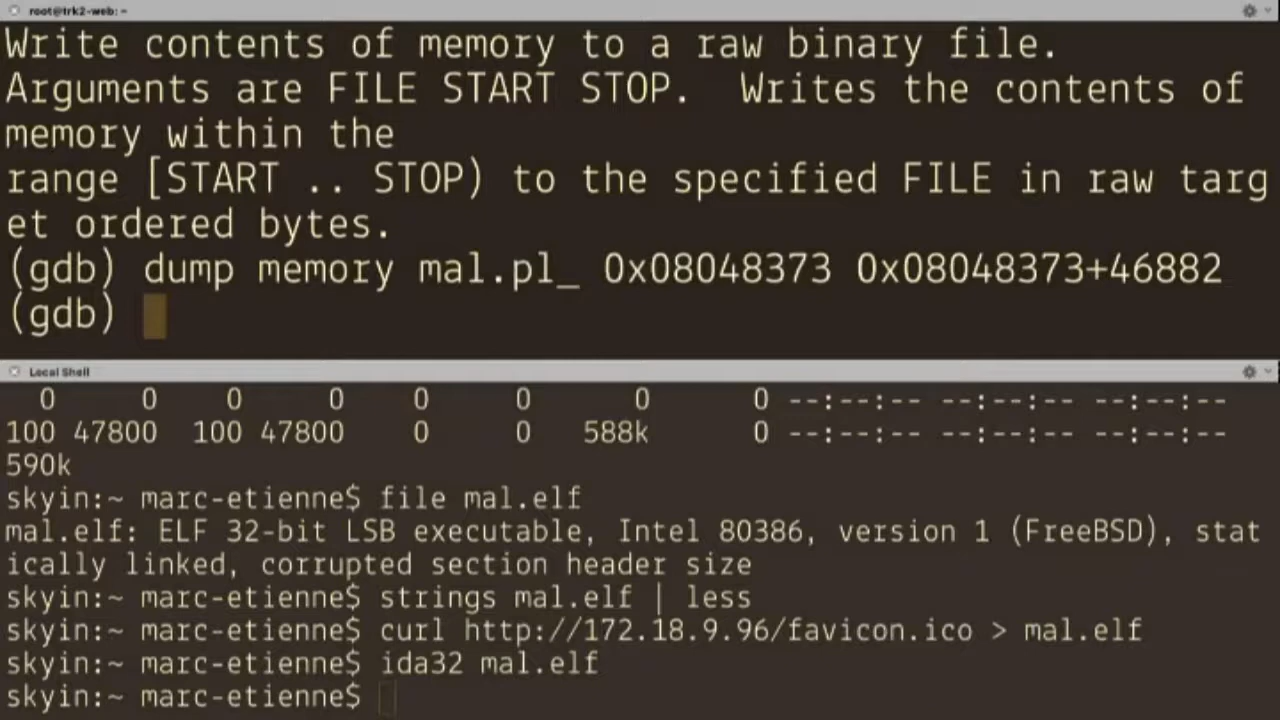 root@trk2-web: ~
Write contents of memory to a raw binary file.
Arguments are FILE START STOP.  Writes the contents of
memory within the
range [START .. STOP) to the specified FILE in raw targ
et ordered bytes.
(gdb) dump memory mal.pl_ 0x08048373 0x08048373+46882
(gdb)
Local Shell
0 0 0 0 0 0 0 0 --:--:-- --:--:-- --:--:--
100 47800 100 47800 0 0 588k 0 --:--:-- --:--:-- --:--:--
590k
skyin:~ marc-etienne$ file mal.elf
mal.elf: ELF 32-bit LSB executable, Intel 80386, version 1 (FreeBSD), stat
ically linked, corrupted section header size
skyin:~ marc-etienne$ strings mal.elf | less
skyin:~ marc-etienne$ curl http://172.18.9.96/favicon.ico > mal.elf
skyin:~ marc-etienne$ ida32 mal.elf
skyin:~ marc-etienne$